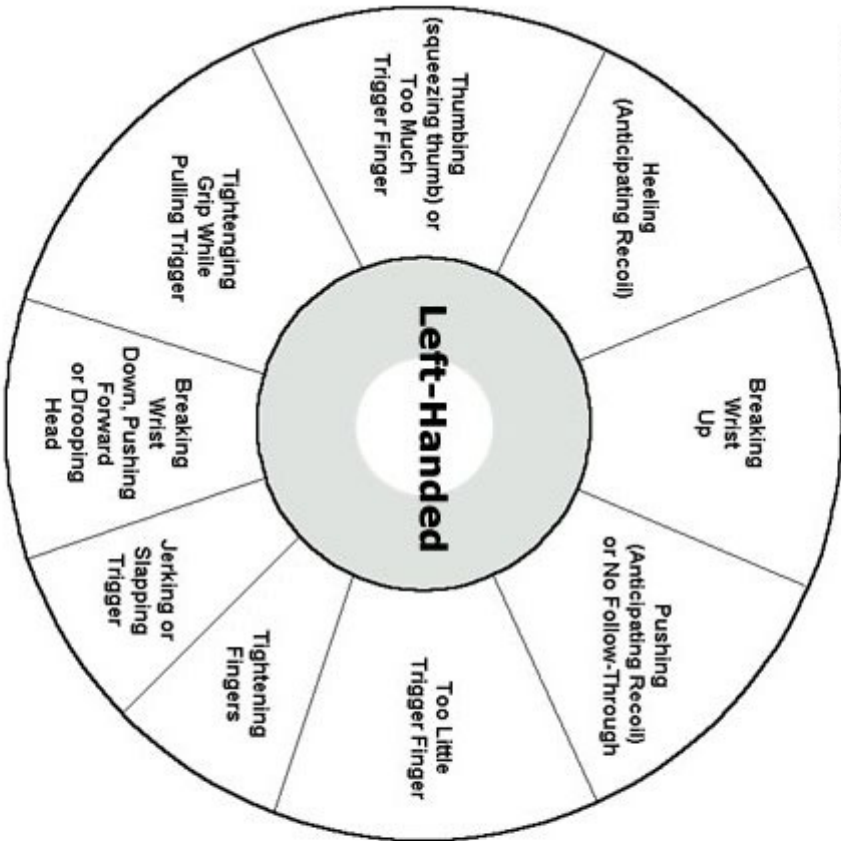 Breaking
Wrist
Up
Heeling
(Anticipating Recoil)
Pushing
(Anticipating Recoil)
or No Follow-Through
Thumbing
(squeezing thumb) or
Too Much
Trigger Finger
Left-Handed
Too Little
Trigger Finger
Tightenging
Grip While
Pulling Trigger
Tightening
Fingers
Breaking
Wrist
Down, Pushing
Forward
or Drooping
Head
Jerking or
Slapping
Trigger